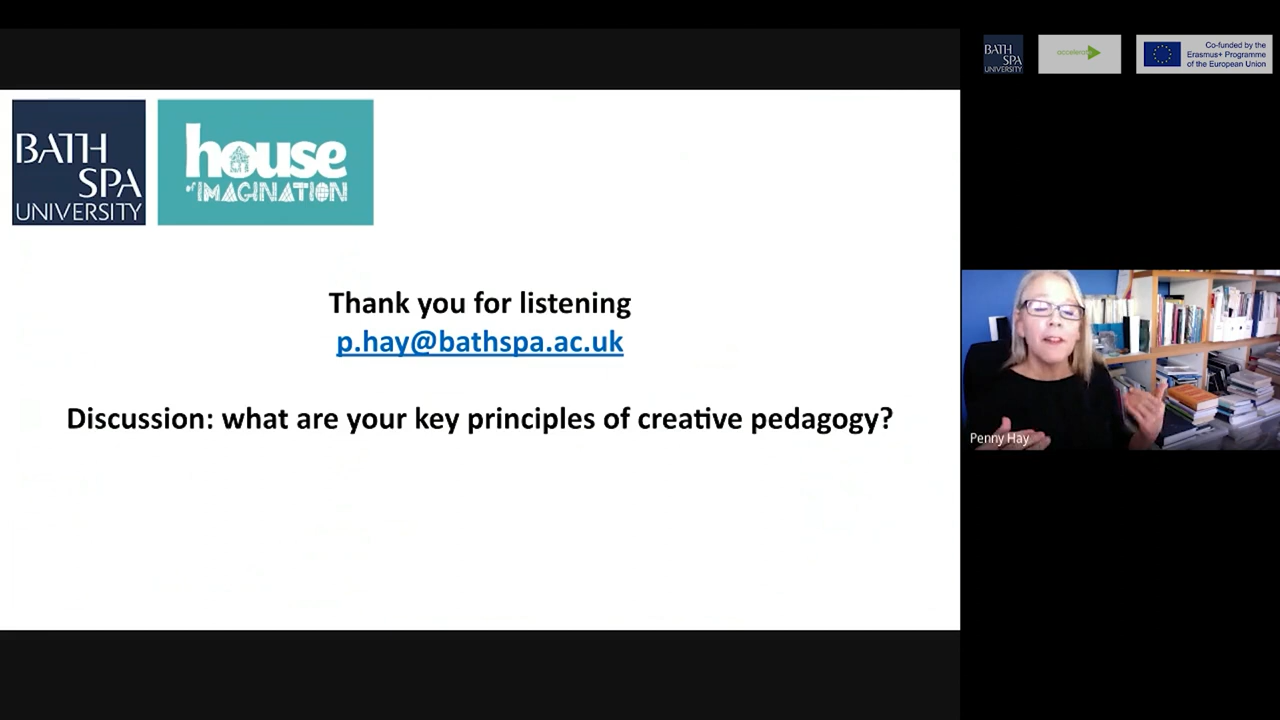 BATH
SPA
UNIVERSITY
house
of IMAGINATION
Thank you for listening
p.hay@bathspa.ac.uk
Discussion: what are your key principles of creative pedagogy?
BATH
SPA
UNIVERSITY
accelerate
Co-funded by the
Erasmus+ Programme
of the European Union
Penny Hay